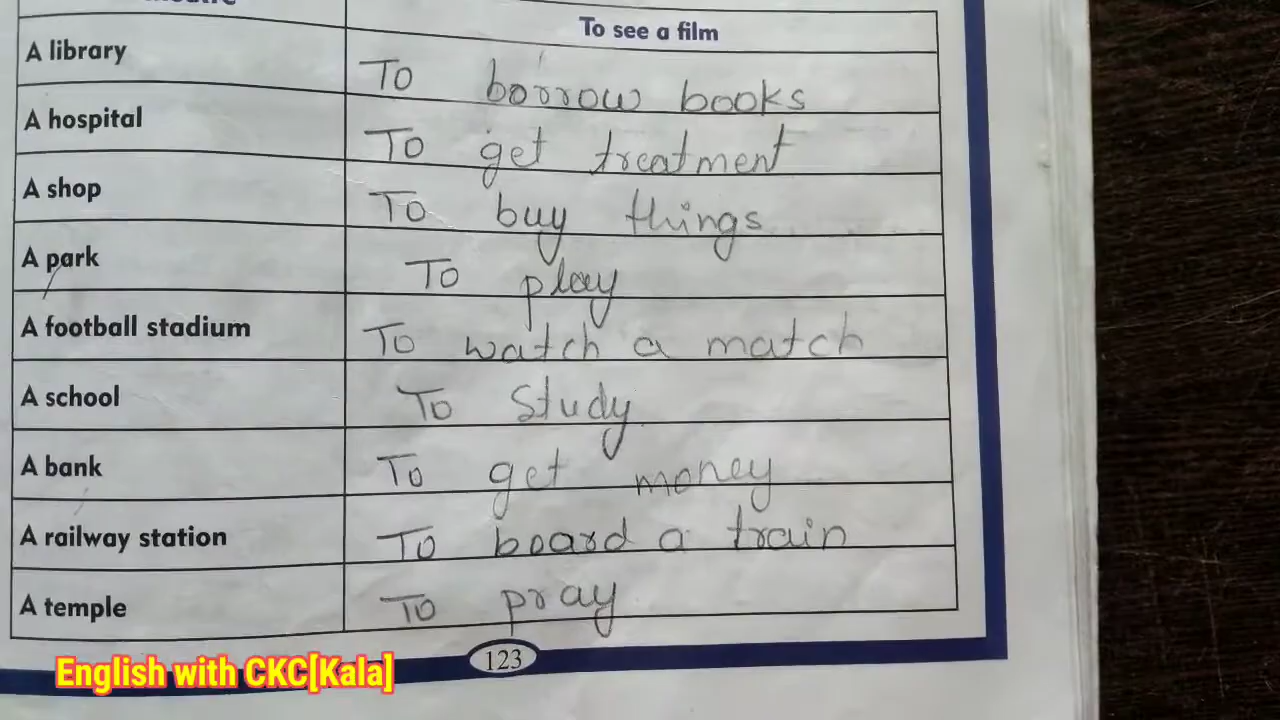 To see a film
A library To borrow books
A hospital To get treatment
A shop To buy things
A park To play
A football stadium To watch a match
A school To study
A bank To get money
A railway station To board a train
A temple To pray
123
English with CKC[Kala]